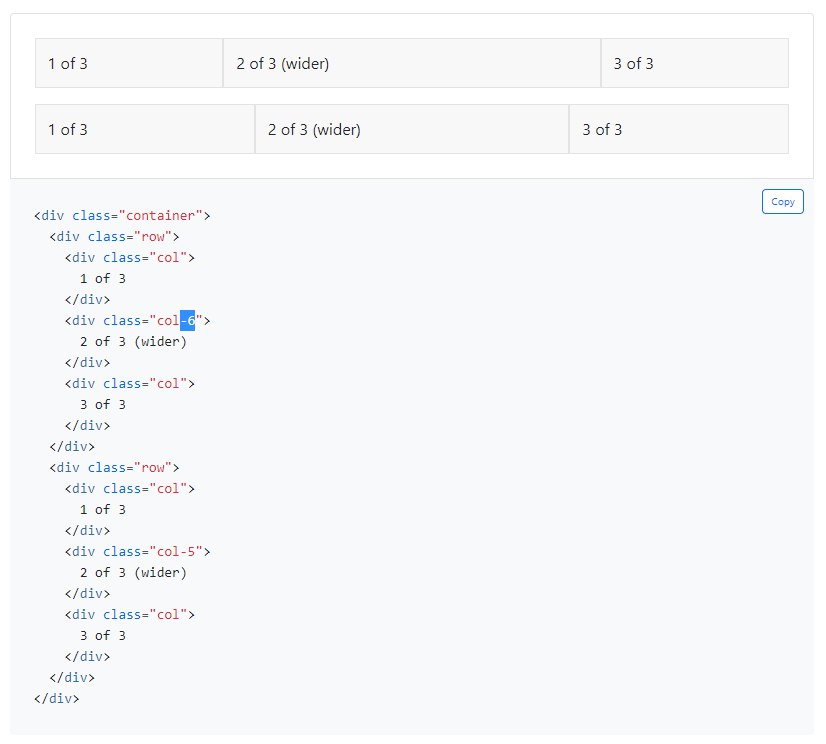 1 of 3 2 of 3 (wider) 3 of 3
1 of 3 2 of 3 (wider) 3 of 3
Copy
<div class="container">
  <div class="row">
    <div class="col">
      1 of 3
    </div>
    <div class="col-6">
      2 of 3 (wider)
    </div>
    <div class="col">
      3 of 3
    </div>
  </div>
  <div class="row">
    <div class="col">
      1 of 3
    </div>
    <div class="col-5">
      2 of 3 (wider)
    </div>
    <div class="col">
      3 of 3
    </div>
  </div>
</div>